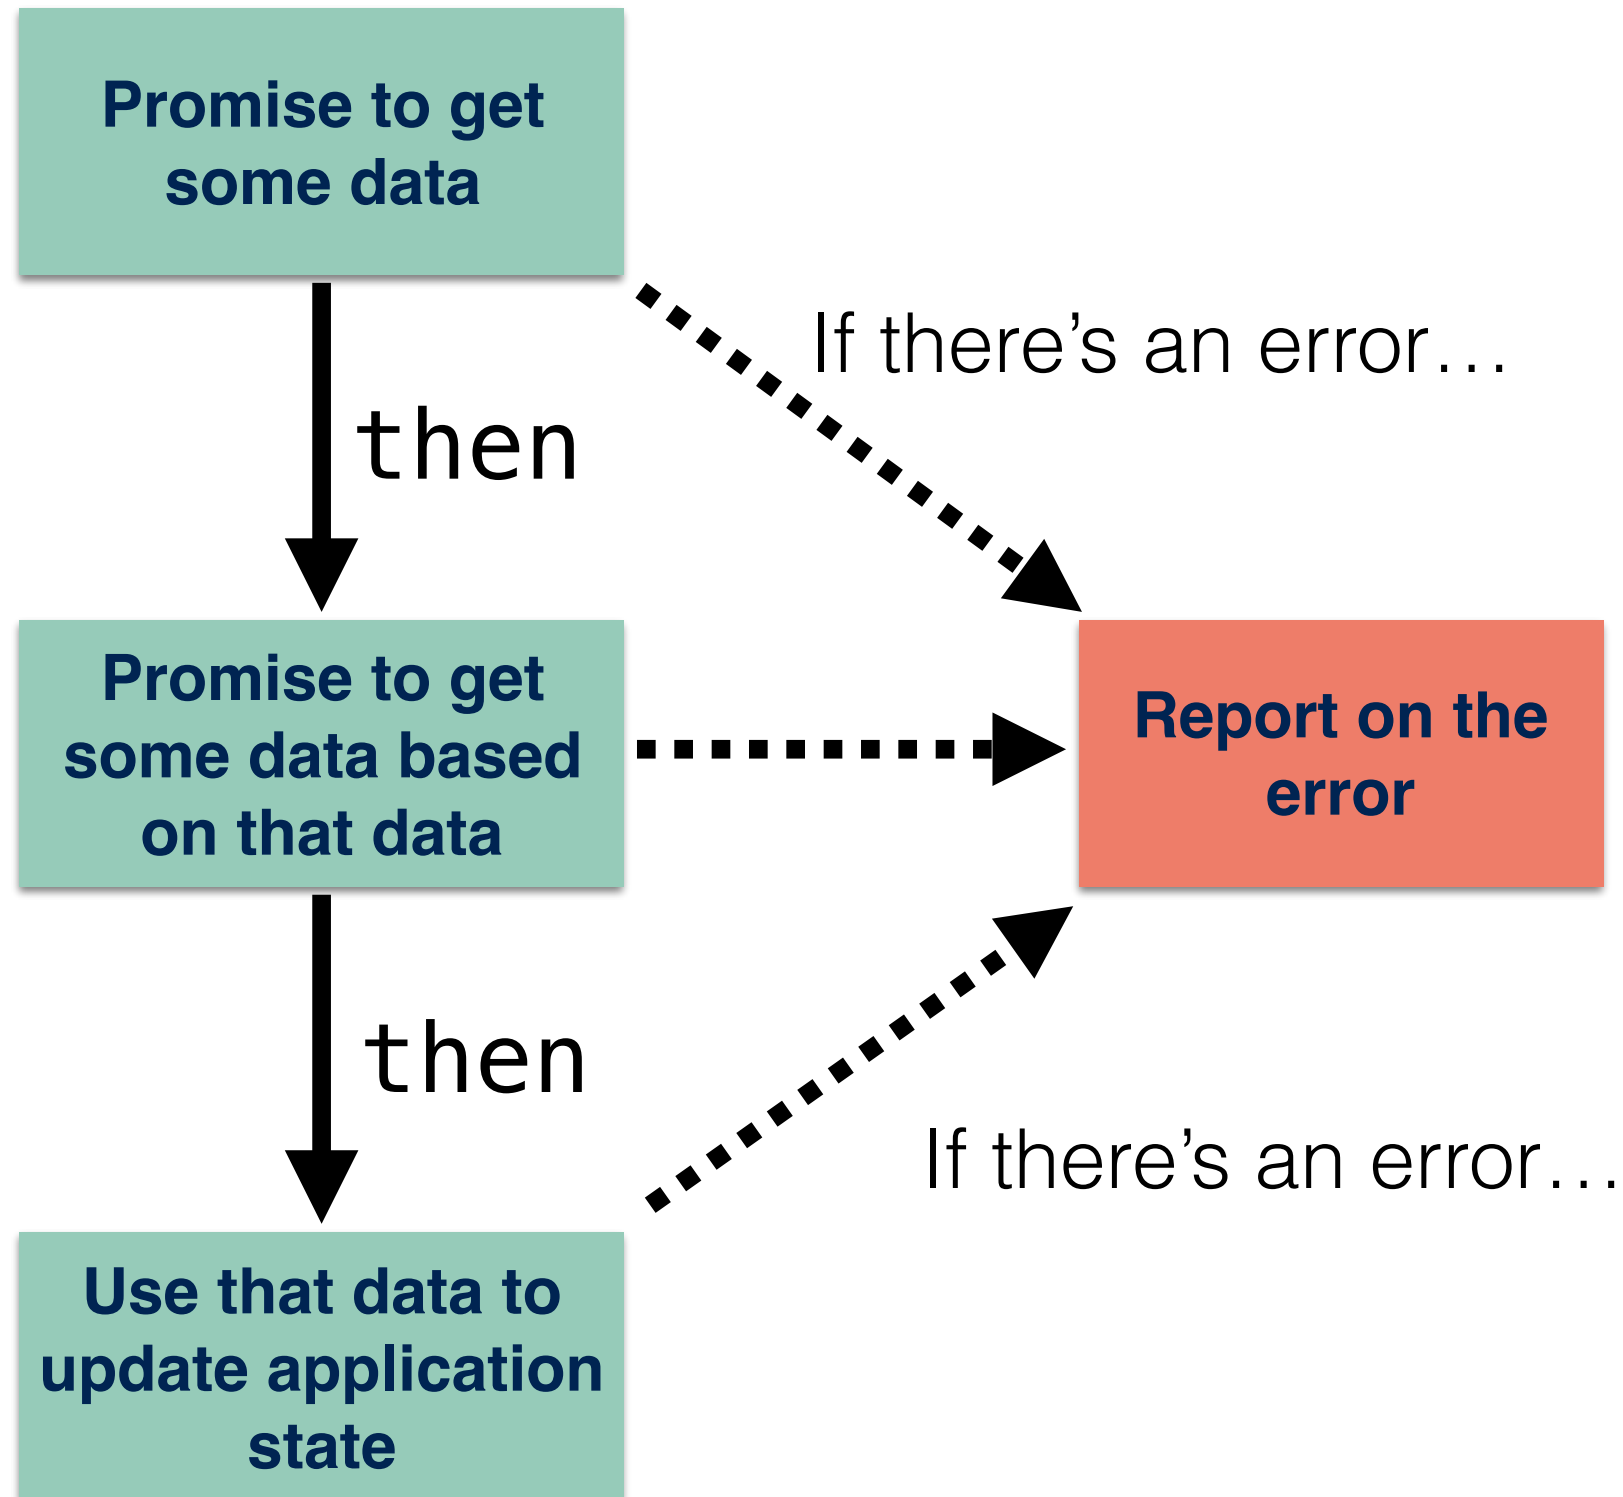 Promise to get
some data
If there’s an error…
then
Promise to get
some data based
on that data
Report on the
error
then
If there’s an error…
Use that data to
update application
state